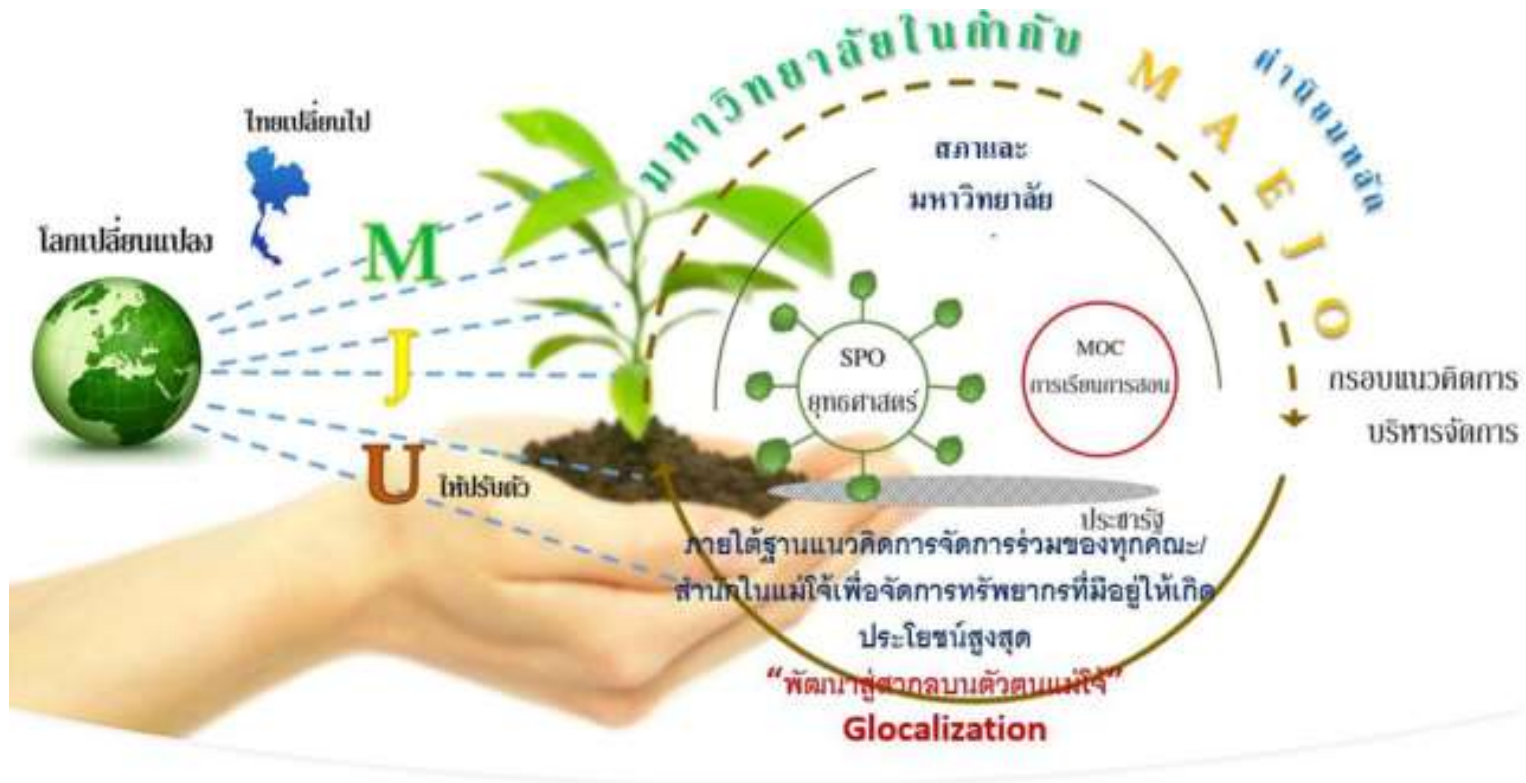 มหาวิทยาลัยในกำกับ MAEJO
ค่านิยมหลัก
ไทยเปลี่ยนไป
โลกเปลี่ยนแปลง
M
J
U ให้ปรับตัว
สภาและ
มหาวิทยาลัย
SPO
ยุทธศาสตร์
MOC
การเรียนการสอน
กรอบแนวคิดการ
บริหารจัดการ
ประชารัฐ
ภายใต้ฐานแนวคิดการจัดการร่วมของทุกคณะ/
สำนักในแม่โจ้เพื่อจัดการทรัพยากรที่มีอยู่ให้เกิด
ประโยชน์สูงสุด
“พัฒนาสู่สากลบนตัวตนแม่โจ้”
Glocalization